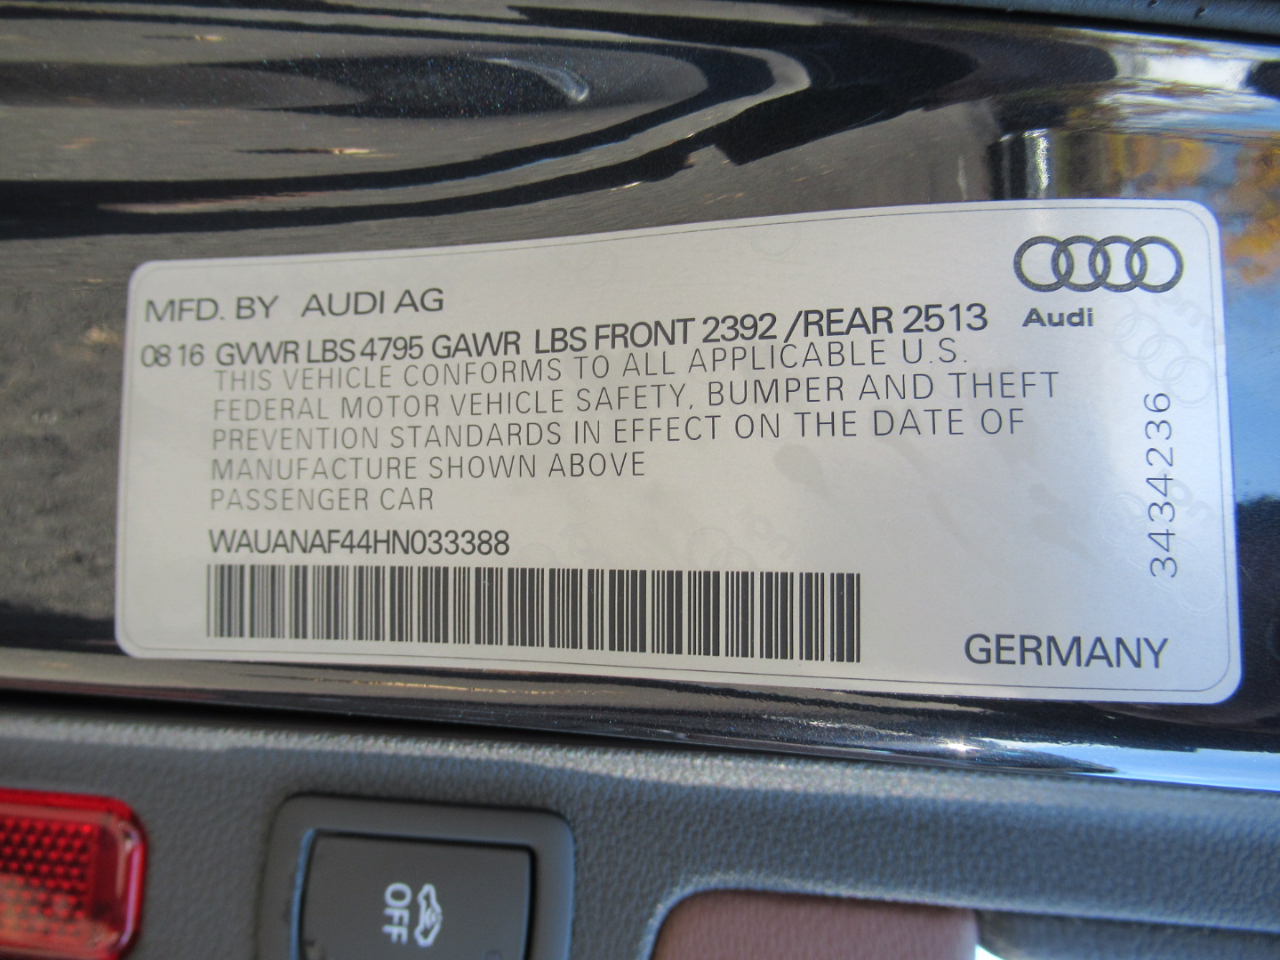 MFD. BY AUDI AG
Audi
08 16 GVWR LBS 4795 GAWR LBS FRONT 2392 /REAR 2513
THIS VEHICLE CONFORMS TO ALL APPLICABLE U.S.
FEDERAL MOTOR VEHICLE SAFETY, BUMPER AND THEFT
PREVENTION STANDARDS IN EFFECT ON THE DATE OF
MANUFACTURE SHOWN ABOVE
PASSENGER CAR
WAUANAF44HN033388
3434236
GERMANY
OFF